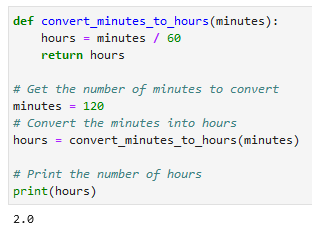 def convert_minutes_to_hours(minutes):
    hours = minutes / 60
    return hours

# Get the number of minutes to convert
minutes = 120
# Convert the minutes into hours
hours = convert_minutes_to_hours(minutes)

# Print the number of hours
print(hours)
2.0